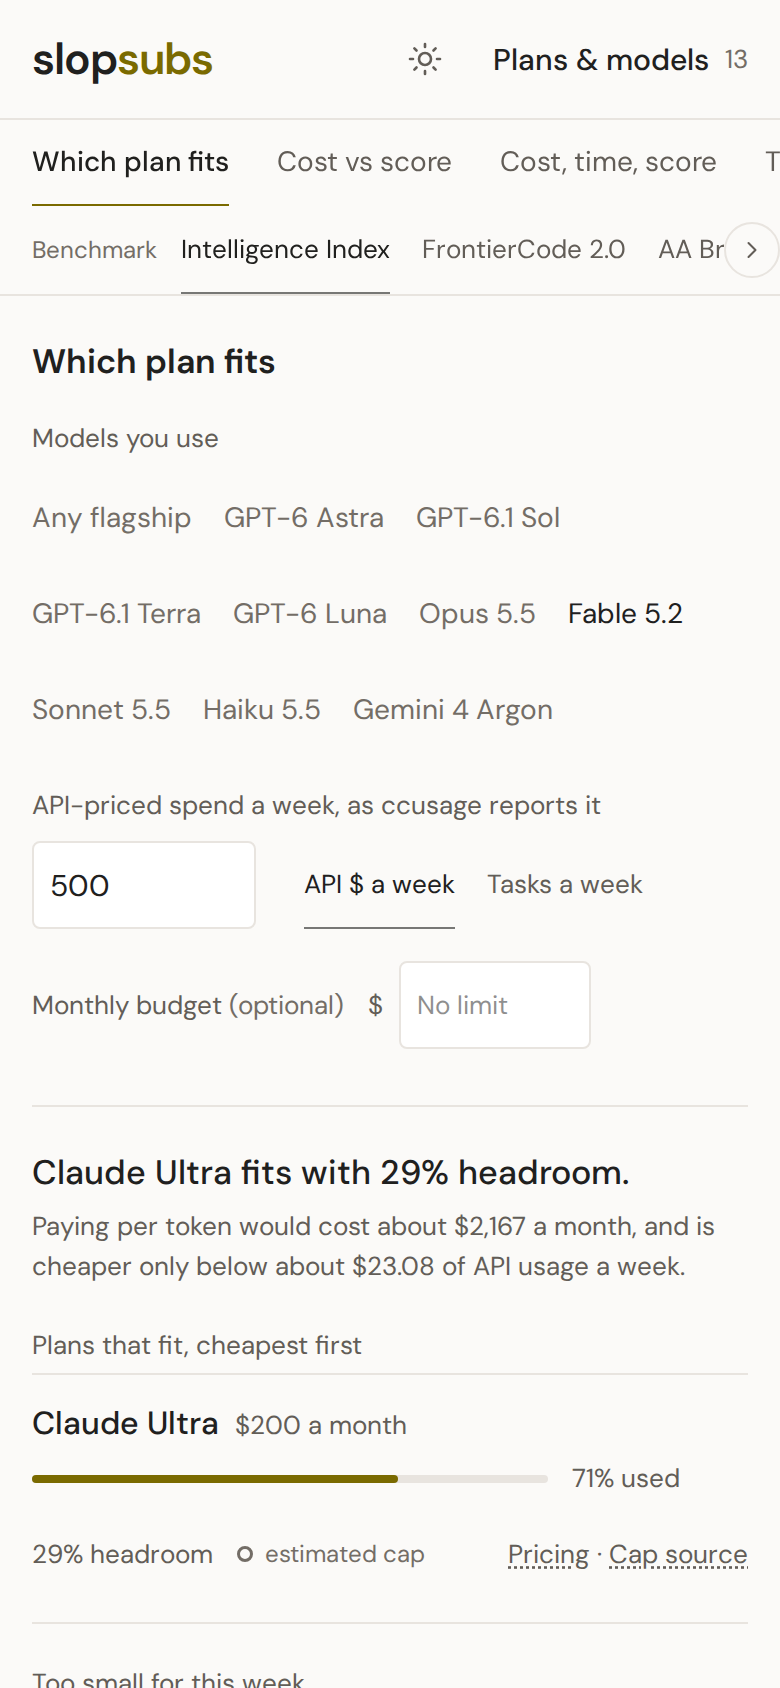 slopsubs
Plans & models 13
Which plan fits Cost vs score Cost, time, score T
Benchmark Intelligence Index FrontierCode 2.0 AA Br
Which plan fits
Models you use
Any flagship GPT-6 Astra GPT-6.1 Sol
GPT-6.1 Terra GPT-6 Luna Opus 5.5 Fable 5.2
Sonnet 5.5 Haiku 5.5 Gemini 4 Argon
API-priced spend a week, as ccusage reports it
500 API $ a week Tasks a week
Monthly budget (optional) $ No limit
Claude Ultra fits with 29% headroom.
Paying per token would cost about $2,167 a month, and is
cheaper only below about $23.08 of API usage a week.
Plans that fit, cheapest first
Claude Ultra $200 a month
71% used
29% headroom estimated cap Pricing · Cap source
Too small for this week